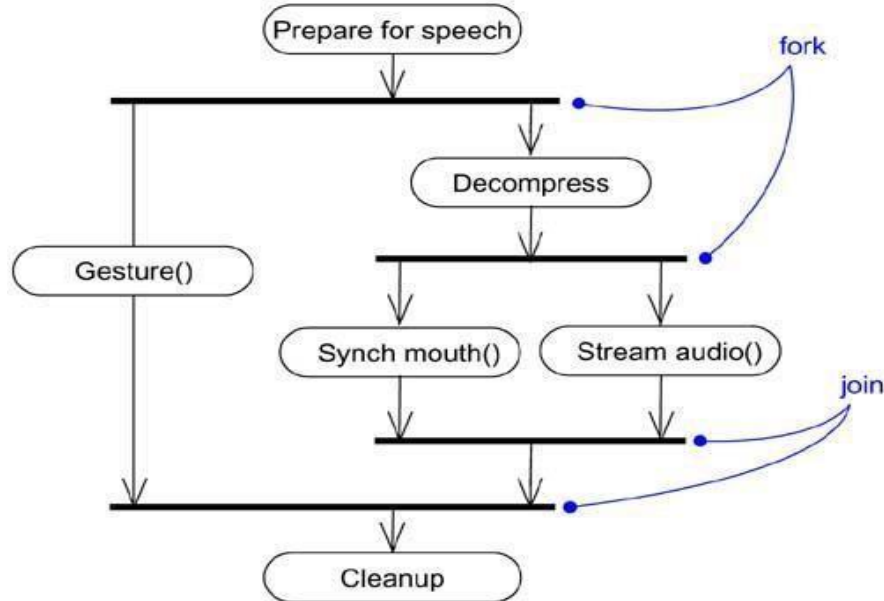 Prepare for speech
fork
Decompress
Gesture()
Synch mouth()
Stream audio()
join
Cleanup